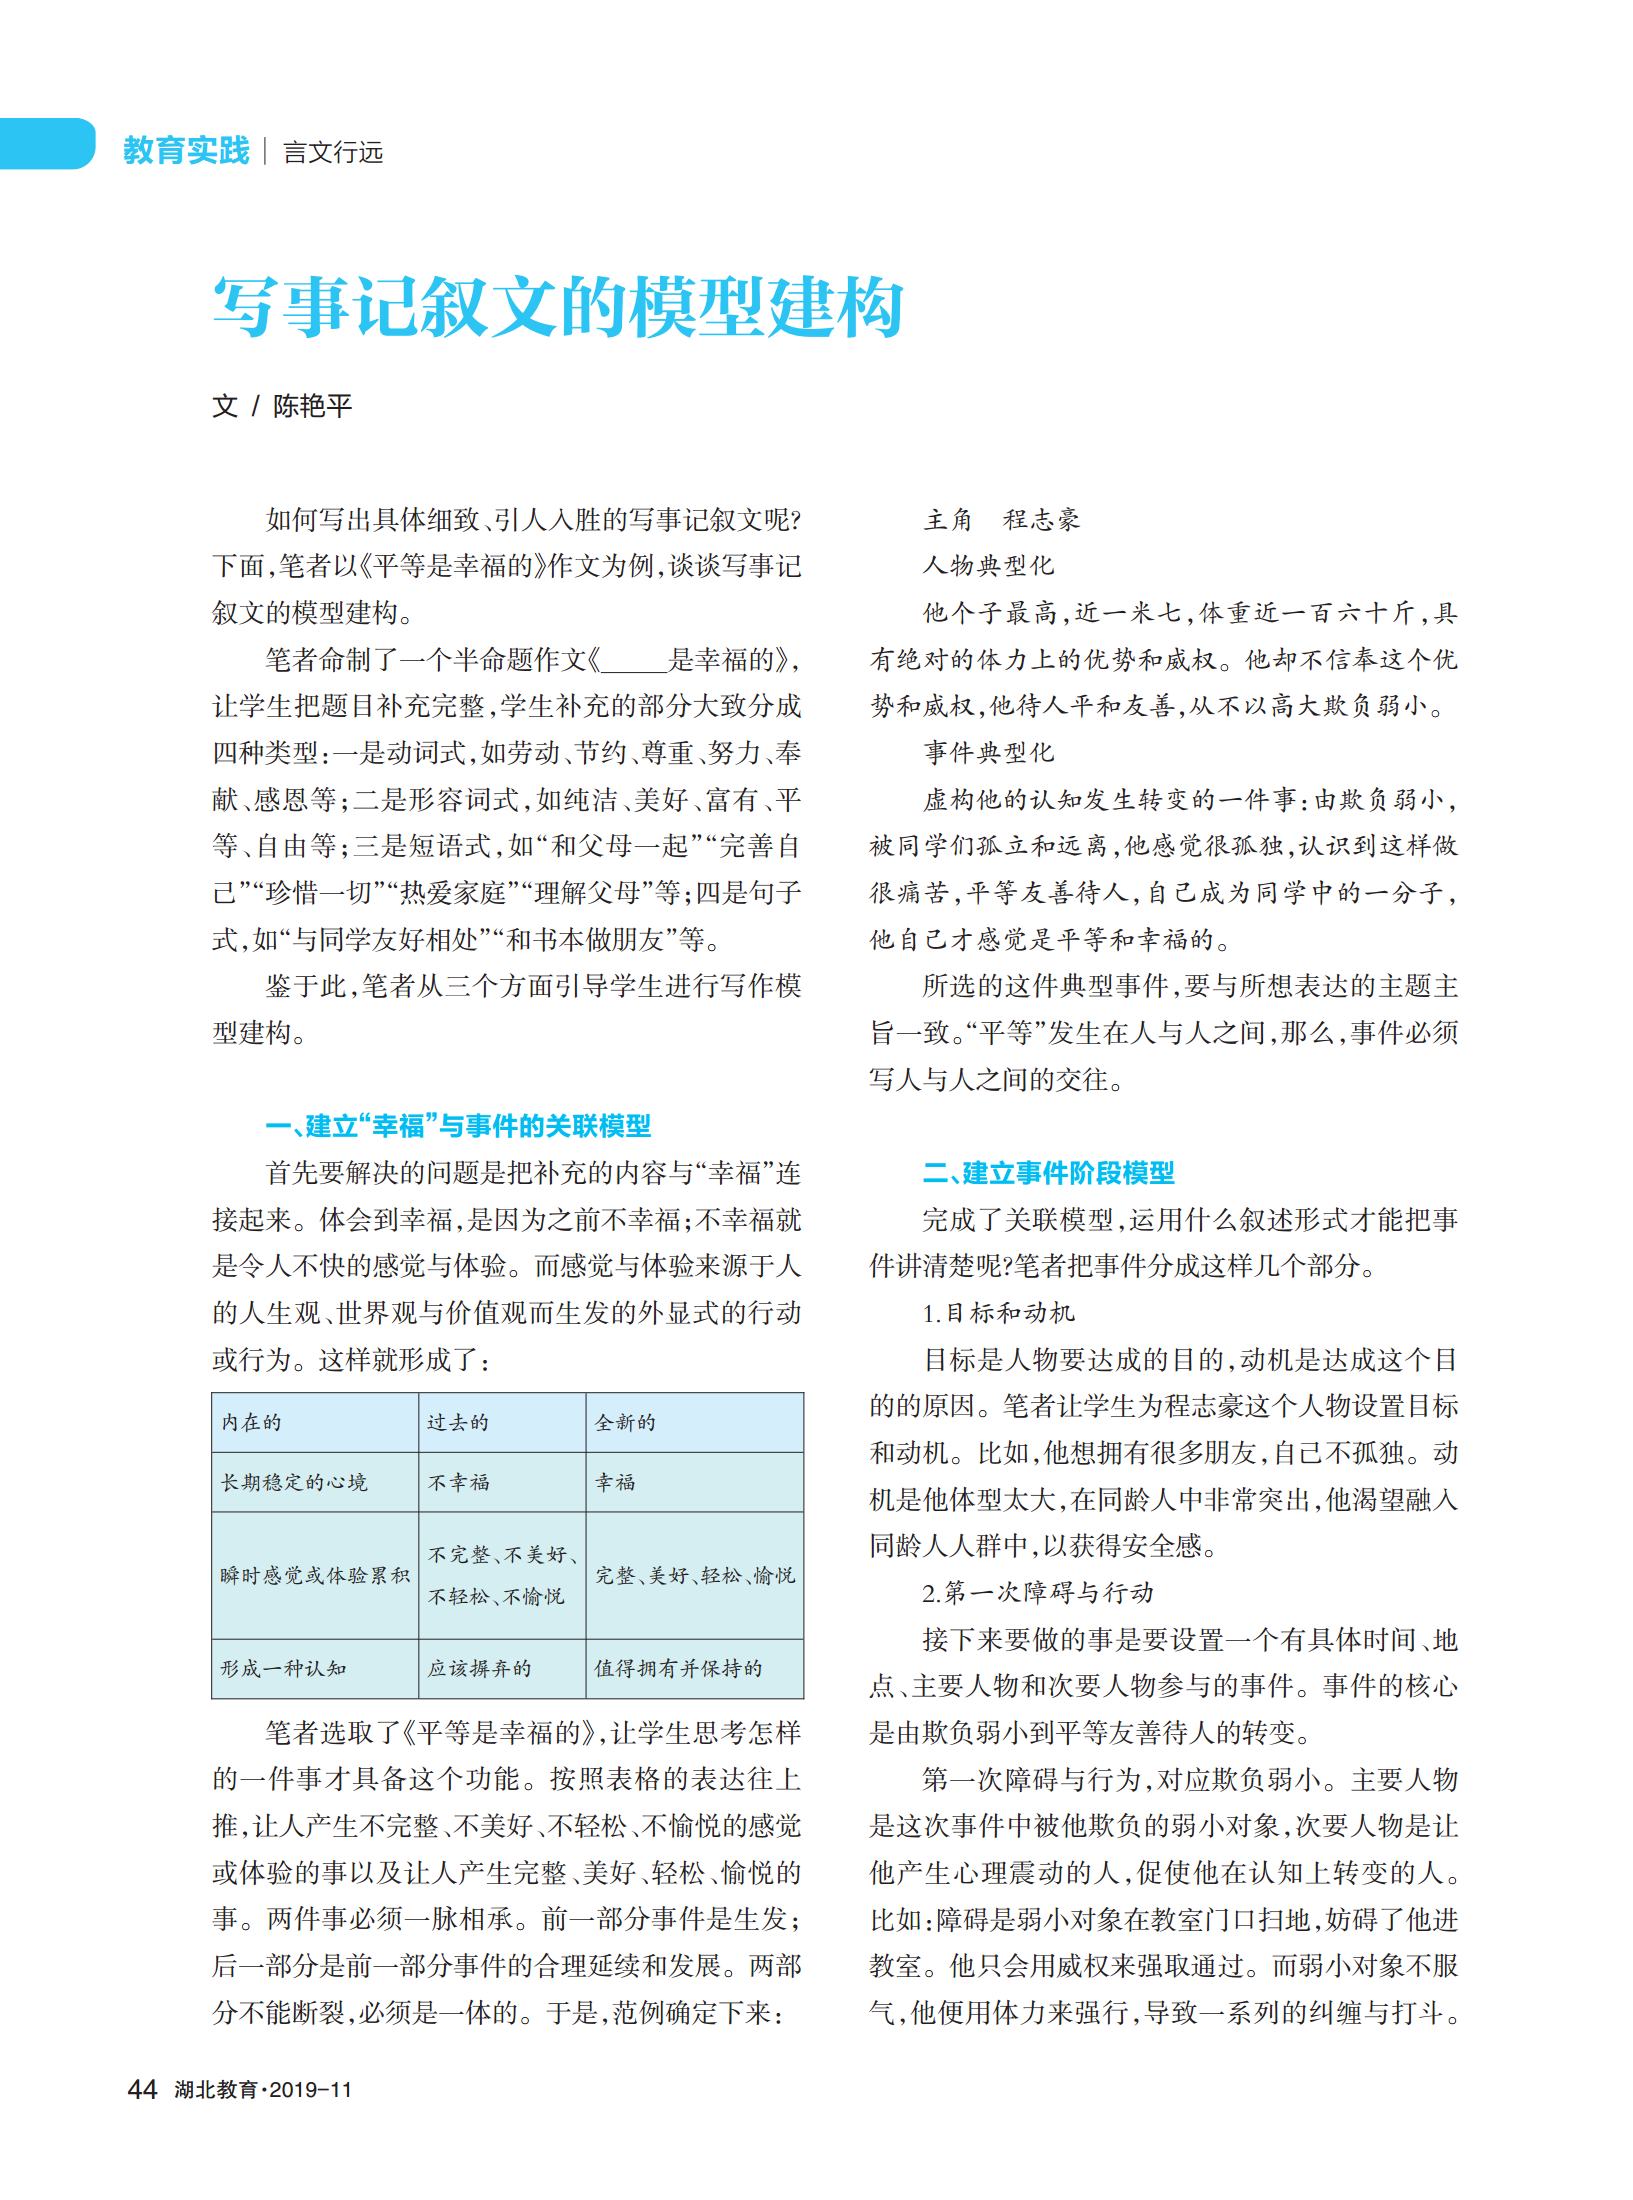 教育实践 | 言文行远
写事记叙文的模型建构
文 / 陈艳平
如何写出具体细致、引人入胜的写事记叙文呢?
下面,笔者以《平等是幸福的》作文为例,谈谈写事记
叙文的模型建构。
笔者命制了一个半命题作文《_____是幸福的》,
让学生把题目补充完整,学生补充的部分大致分成
四种类型:一是动词式,如劳动、节约、尊重、努力、奉
献、感恩等;二是形容词式,如纯洁、美好、富有、平
等、自由等;三是短语式,如“和父母一起”“完善自
己”“珍惜一切”“热爱家庭”“理解父母”等;四是句子
式,如“与同学友好相处”“和书本做朋友”等。
鉴于此,笔者从三个方面引导学生进行写作模
型建构。
一、建立“幸福”与事件的关联模型
首先要解决的问题是把补充的内容与“幸福”连
接起来。体会到幸福,是因为之前不幸福;不幸福就
是令人不快的感觉与体验。而感觉与体验来源于人
的人生观、世界观与价值观而生发的外显式的行动
或行为。这样就形成了:
内在的 过去的 全新的
长期稳定的心境 不幸福 幸福
瞬时感觉或体验累积 不完整、不美好、不轻松、不愉悦 完整、美好、轻松、愉悦
形成一种认知 应该摒弃的 值得拥有并保持的
笔者选取了《平等是幸福的》,让学生思考怎样
的一件事才具备这个功能。按照表格的表达往上
推,让人产生不完整、不美好、不轻松、不愉悦的感觉
或体验的事以及让人产生完整、美好、轻松、愉悦的
事。两件事必须一脉相承。前一部分事件是生发;
后一部分是前一部分事件的合理延续和发展。两部
分不能断裂,必须是一体的。于是,范例确定下来:
主角 程志豪
人物典型化
他个子最高,近一米七,体重近一百六十斤,具
有绝对的体力上的优势和威权。他却不信奉这个优
势和威权,他待人平和友善,从不以高大欺负弱小。
事件典型化
虚构他的认知发生转变的一件事:由欺负弱小,
被同学们孤立和远离,他感觉很孤独,认识到这样做
很痛苦,平等友善待人,自己成为同学中的一分子,
他自己才感觉是平等和幸福的。
所选的这件典型事件,要与所想表达的主题主
旨一致。“平等”发生在人与人之间,那么,事件必须
写人与人之间的交往。
二、建立事件阶段模型
完成了关联模型,运用什么叙述形式才能把事
件讲清楚呢?笔者把事件分成这样几个部分。
1.目标和动机
目标是人物要达成的目的,动机是达成这个目
的的原因。笔者让学生为程志豪这个人物设置目标
和动机。比如,他想拥有很多朋友,自己不孤独。动
机是他体型太大,在同龄人中非常突出,他渴望融入
同龄人人群中,以获得安全感。
2.第一次障碍与行动
接下来要做的事是要设置一个有具体时间、地
点、主要人物和次要人物参与的事件。事件的核心
是由欺负弱小到平等友善待人的转变。
第一次障碍与行为,对应欺负弱小。主要人物
是这次事件中被他欺负的弱小对象,次要人物是让
他产生心理震动的人,促使他在认知上转变的人。
比如:障碍是弱小对象在教室门口扫地,妨碍了他进
教室。他只会用威权来强取通过。而弱小对象不服
气,他便用体力来强行,导致一系列的纠缠与打斗。
44 湖北教育·2019-11